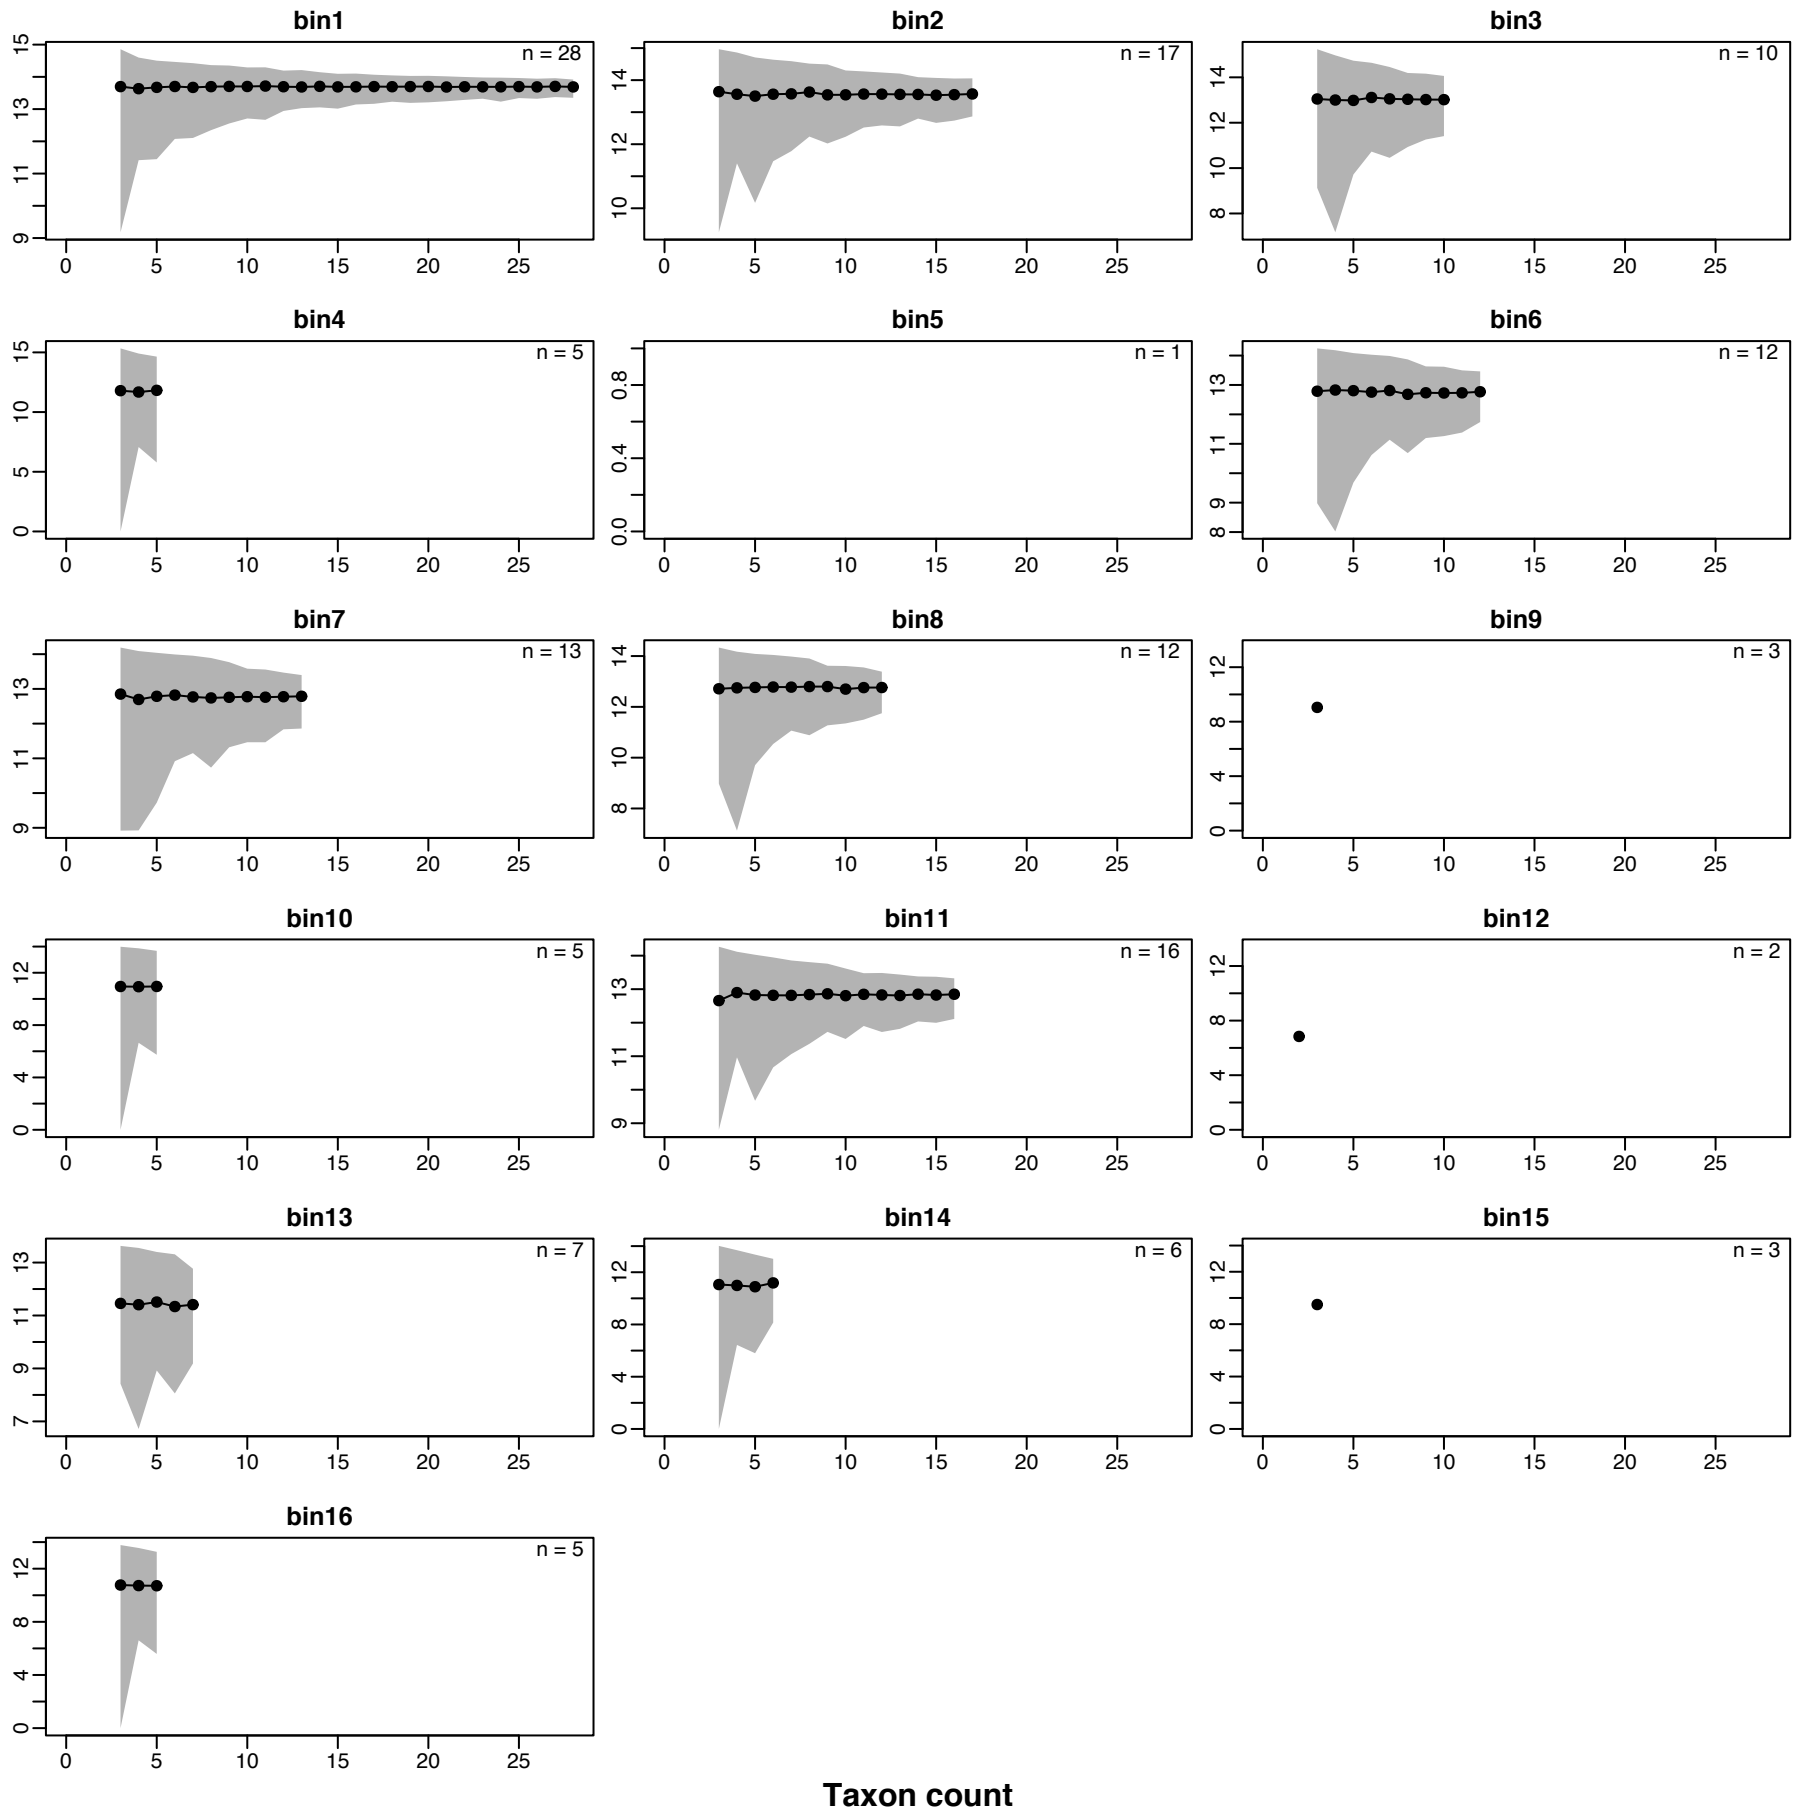 bin1 bin2 bin3
n = 28 n = 17 n = 10
9 11 13 15 10 12 14 8 10 12 14
0 5 10 15 20 25 0 5 10 15 20 25 0 5 10 15 20 25
bin4 bin5 bin6
n = 5 n = 1 n = 12
0 5 10 15 0.0 0.4 0.8 8 9 11 13
0 5 10 15 20 25 0 5 10 15 20 25 0 5 10 15 20 25
bin7 bin8 bin9
n = 13 n = 12 n = 3
9 11 13 8 10 12 14 0 4 8 12
0 5 10 15 20 25 0 5 10 15 20 25 0 5 10 15 20 25
bin10 bin11 bin12
n = 5 n = 16 n = 2
0 4 8 12 9 11 13 0 4 8 12
0 5 10 15 20 25 0 5 10 15 20 25 0 5 10 15 20 25
bin13 bin14 bin15
n = 7 n = 6 n = 3
7 9 11 13 0 4 8 12 0 4 8 12
0 5 10 15 20 25 0 5 10 15 20 25 0 5 10 15 20 25
bin16
n = 5
0 4 8 12
0 5 10 15 20 25
Taxon count